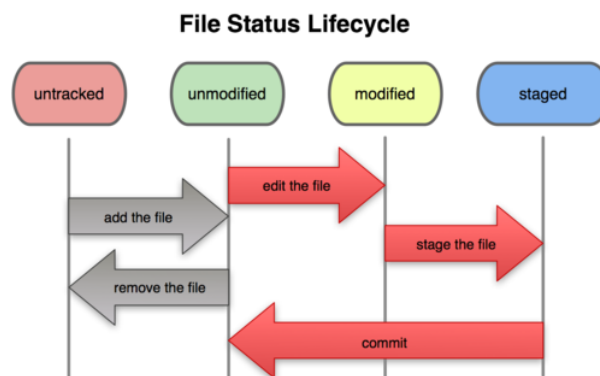 File Status Lifecycle
untracked
unmodified
modified
staged
edit the file
add the file
stage the file
remove the file
commit